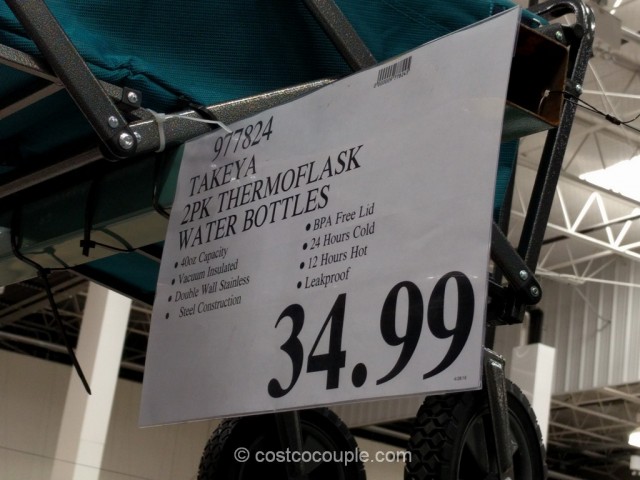 977824
TAKEYA
2PK THERMOFLASK
WATER BOTTLES
• 40oz Capacity
• Vacuum Insulated
• Double Wall Stainless
• Steel Construction
• BPA Free Lid
• 24 Hours Cold
• 12 Hours Hot
• Leakproof
34.99
© costcocouple.com